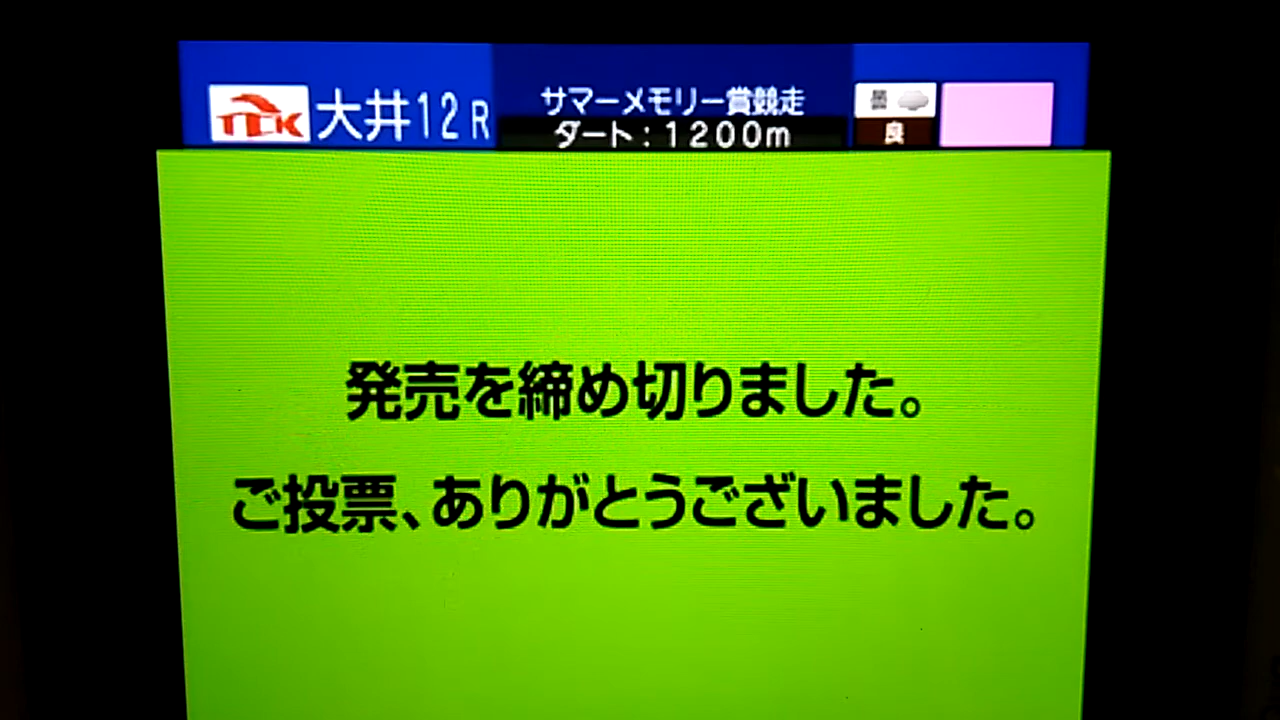 TCK 大井12R
サマーメモリー賞競走
ダート：1200m
曇
良
発売を締め切りました。
ご投票、ありがとうございました。